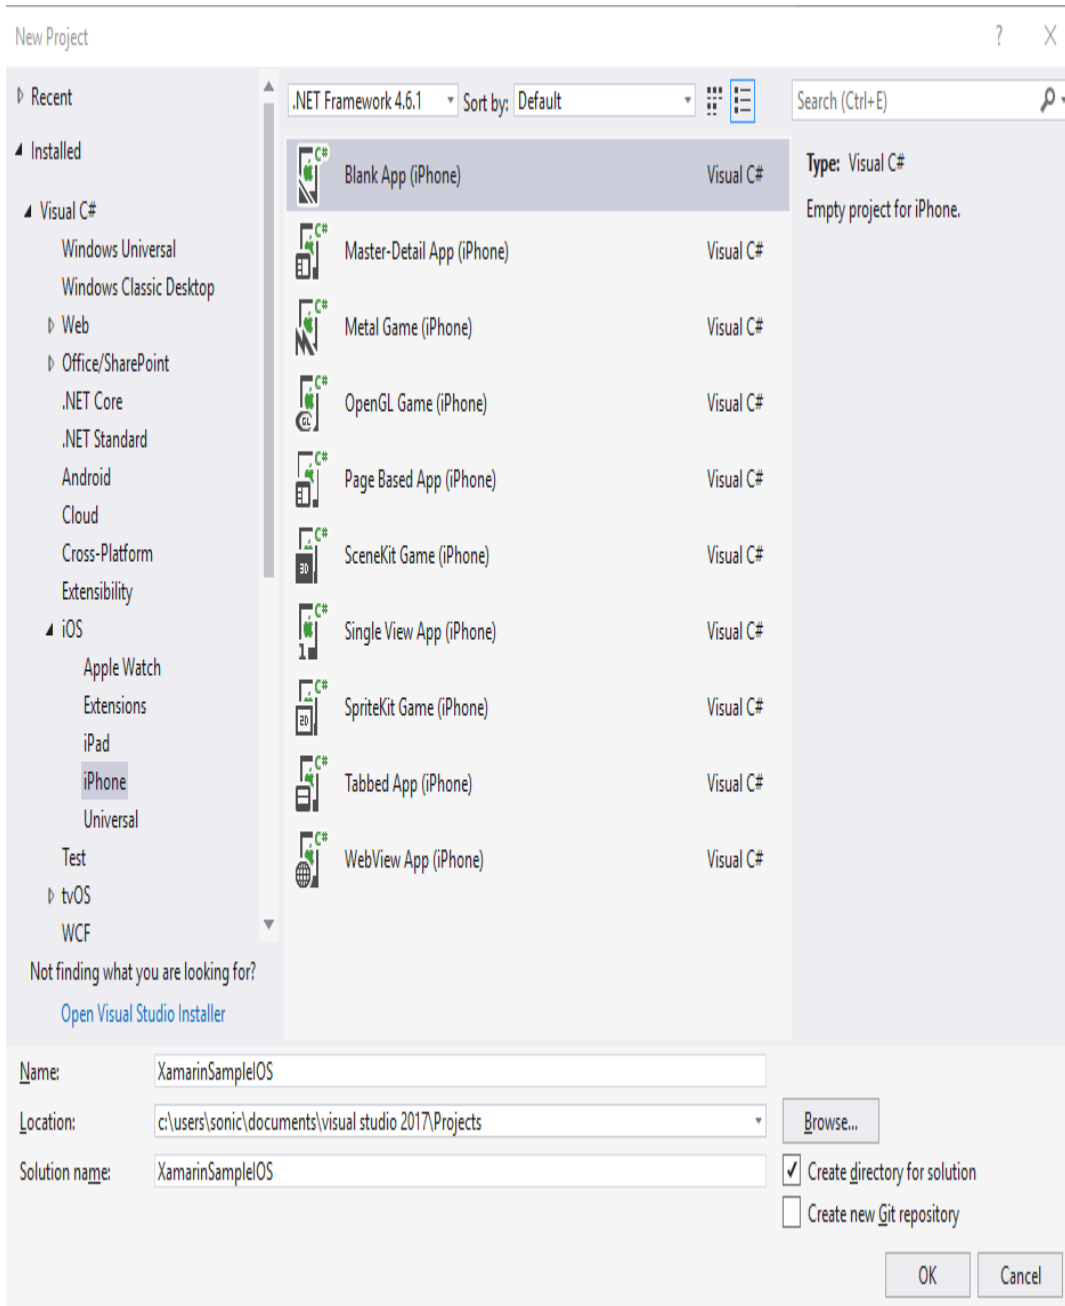 New Project
?
Recent
Installed
Visual C#
Windows Universal
Windows Classic Desktop
Web
Office/SharePoint
.NET Core
.NET Standard
Android
Cloud
Cross-Platform
Extensibility
iOS
Apple Watch
Extensions
iPad
iPhone
Universal
Test
tvOS
WCF
Not finding what you are looking for?
Open Visual Studio Installer
.NET Framework 4.6.1 Sort by: Default
Search (Ctrl+E)
C# Blank App (iPhone) Visual C#
C# Master-Detail App (iPhone) Visual C#
C# Metal Game (iPhone) Visual C#
C# GL OpenGL Game (iPhone) Visual C#
C# Page Based App (iPhone) Visual C#
C# 3D SceneKit Game (iPhone) Visual C#
C# 1 Single View App (iPhone) Visual C#
C# 2D SpriteKit Game (iPhone) Visual C#
C# Tabbed App (iPhone) Visual C#
C# WebView App (iPhone) Visual C#
Type: Visual C#
Empty project for iPhone.
Name: XamarinSampleIOS
Location: c:\users\sonic\documents\visual studio 2017\Projects Browse...
Solution name: XamarinSampleIOS
Create directory for solution
Create new Git repository
OK Cancel